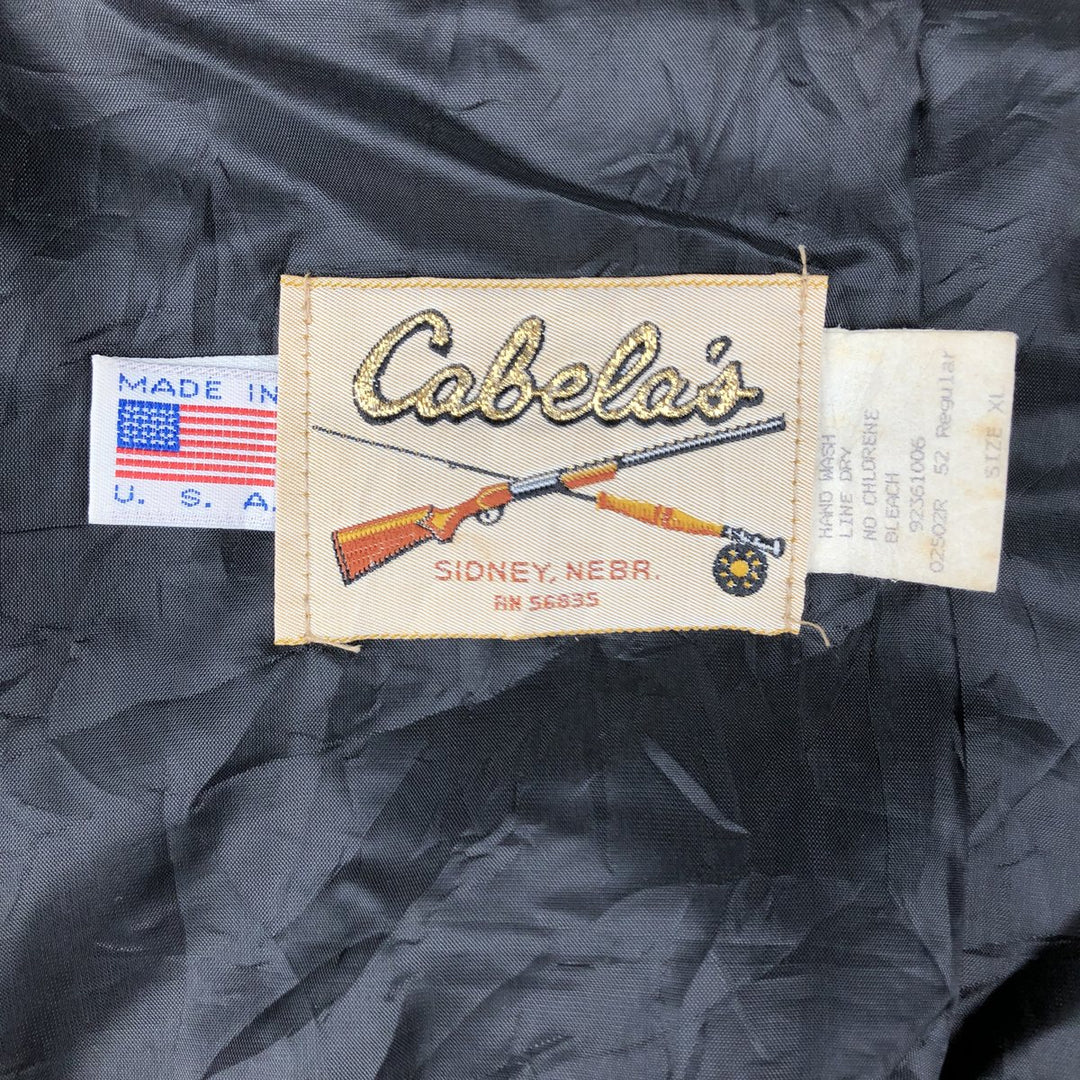 MADE IN
U. S. A.
Cabela's
SIDNEY, NEBR.
RN 56835
HAND WASH
LINE DRY
NO CHLORENE
BLEACH
92361006
02502R 52 Regular
SIZE XL